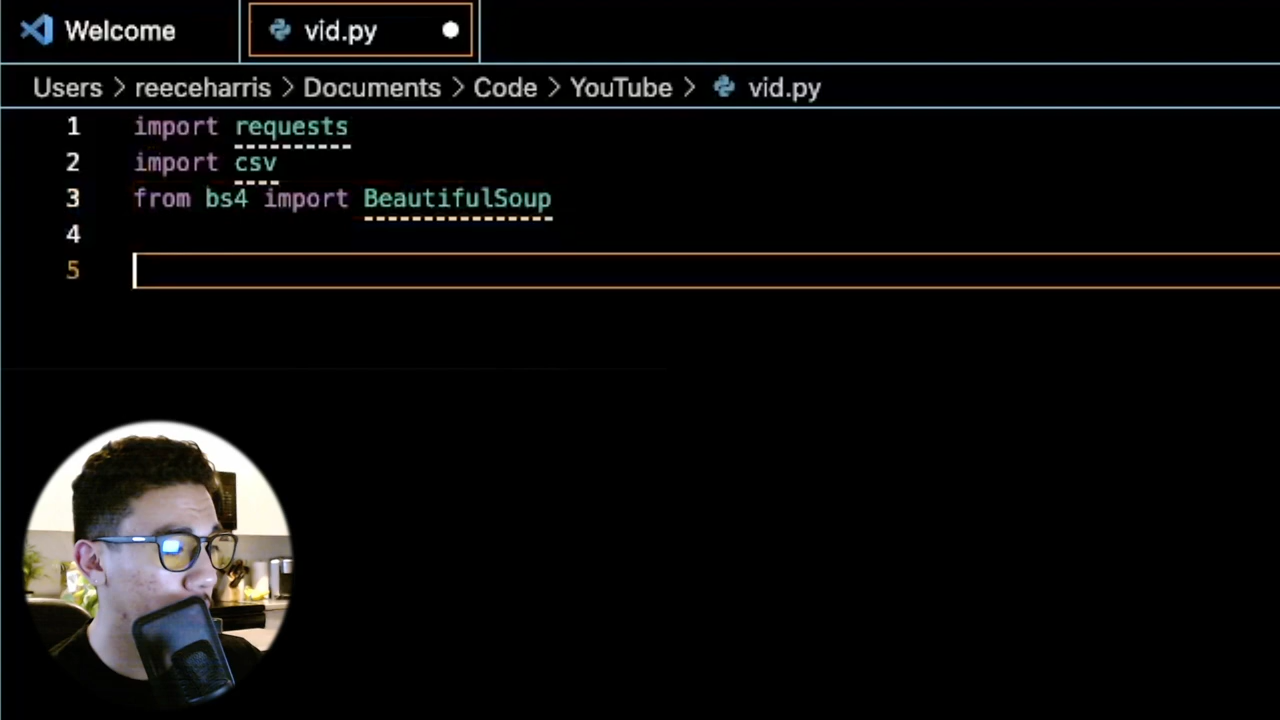 Welcome
vid.py
Users > reeceharris > Documents > Code > YouTube > vid.py
1 import requests
2 import csv
3 from bs4 import BeautifulSoup
4
5